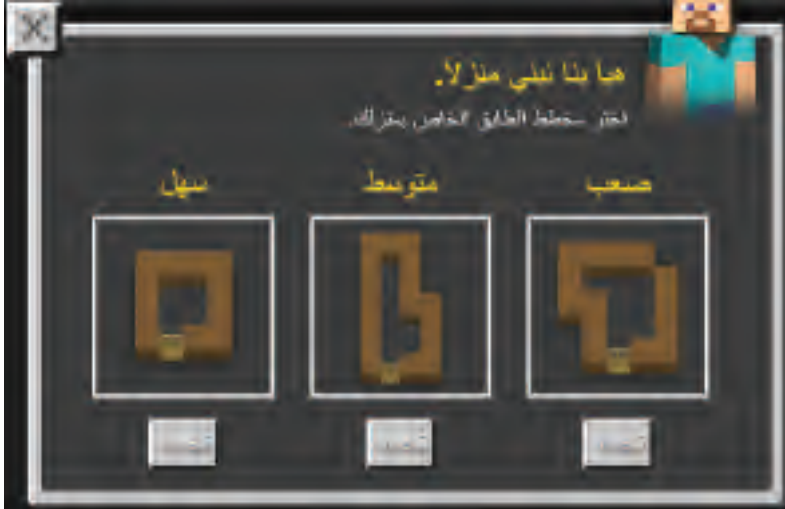 هيا بنا نبني منزلاً.
اختر مخطط الطابق الخاص بمنزلك.
صعب
متوسط
سهل